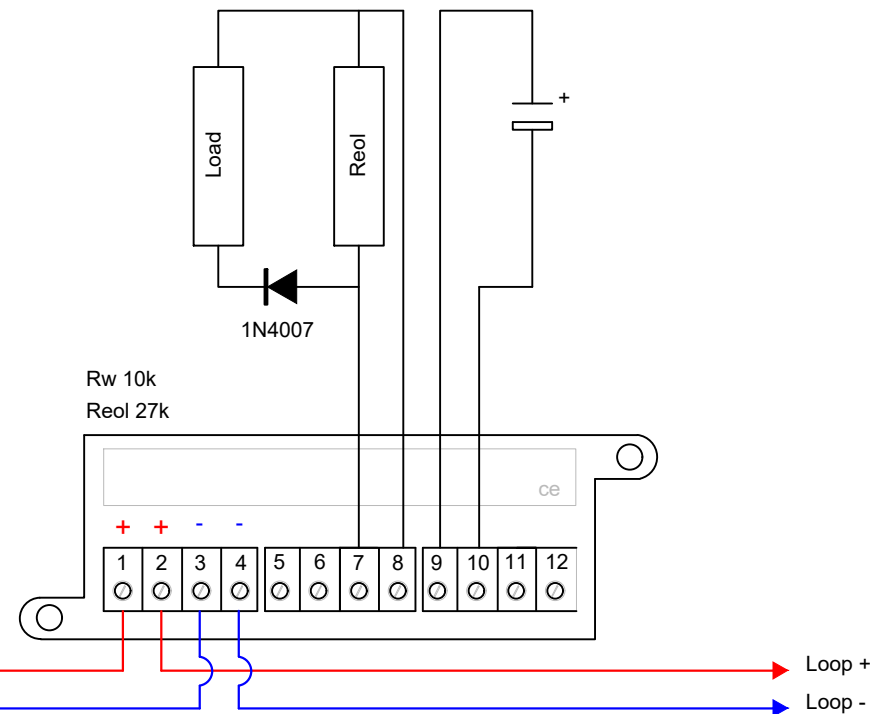 Load
Reol
+
1N4007
Rw 10k
Reol 27k
ce
+ + - -
1 2 3 4 5 6 7 8 9 10 11 12
Loop +
Loop -